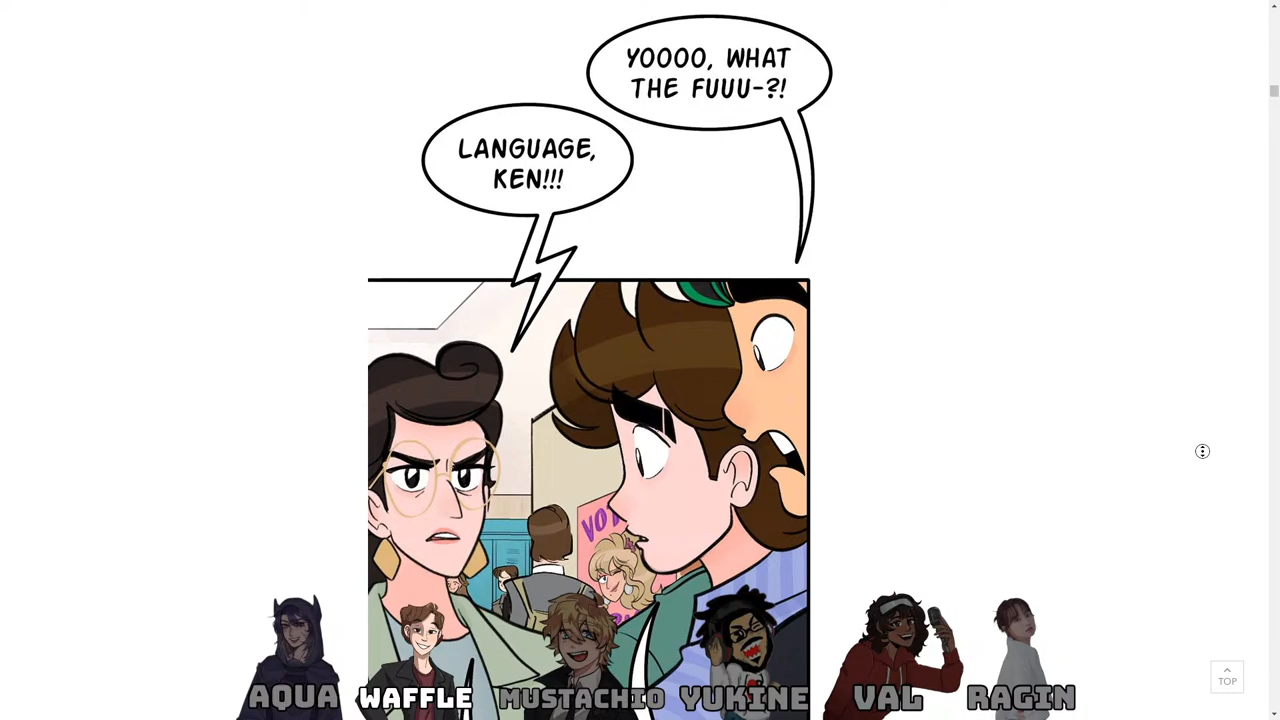 YOOOO, WHAT
THE FUUU-?!
LANGUAGE,
KEN!!!
AQUA
WAFFLE
MUSTACHIO
YUKINE
VAL
RAGIN
TOP